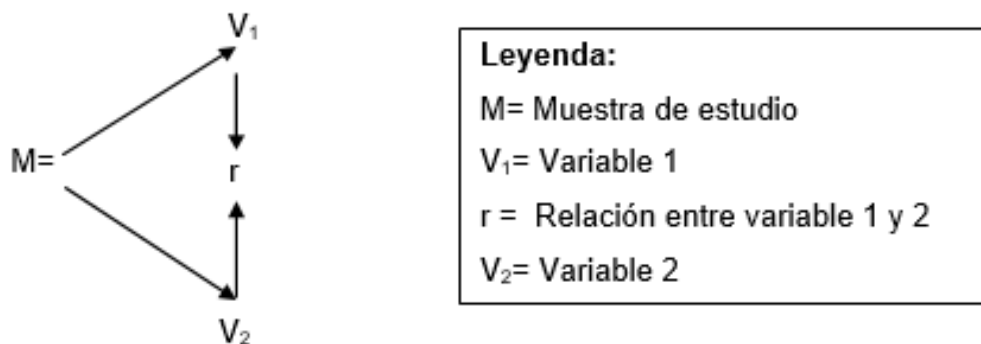 V₁
M=
r
V₂
Leyenda:
M= Muestra de estudio
V₁= Variable 1
r = Relación entre variable 1 y 2
V₂= Variable 2